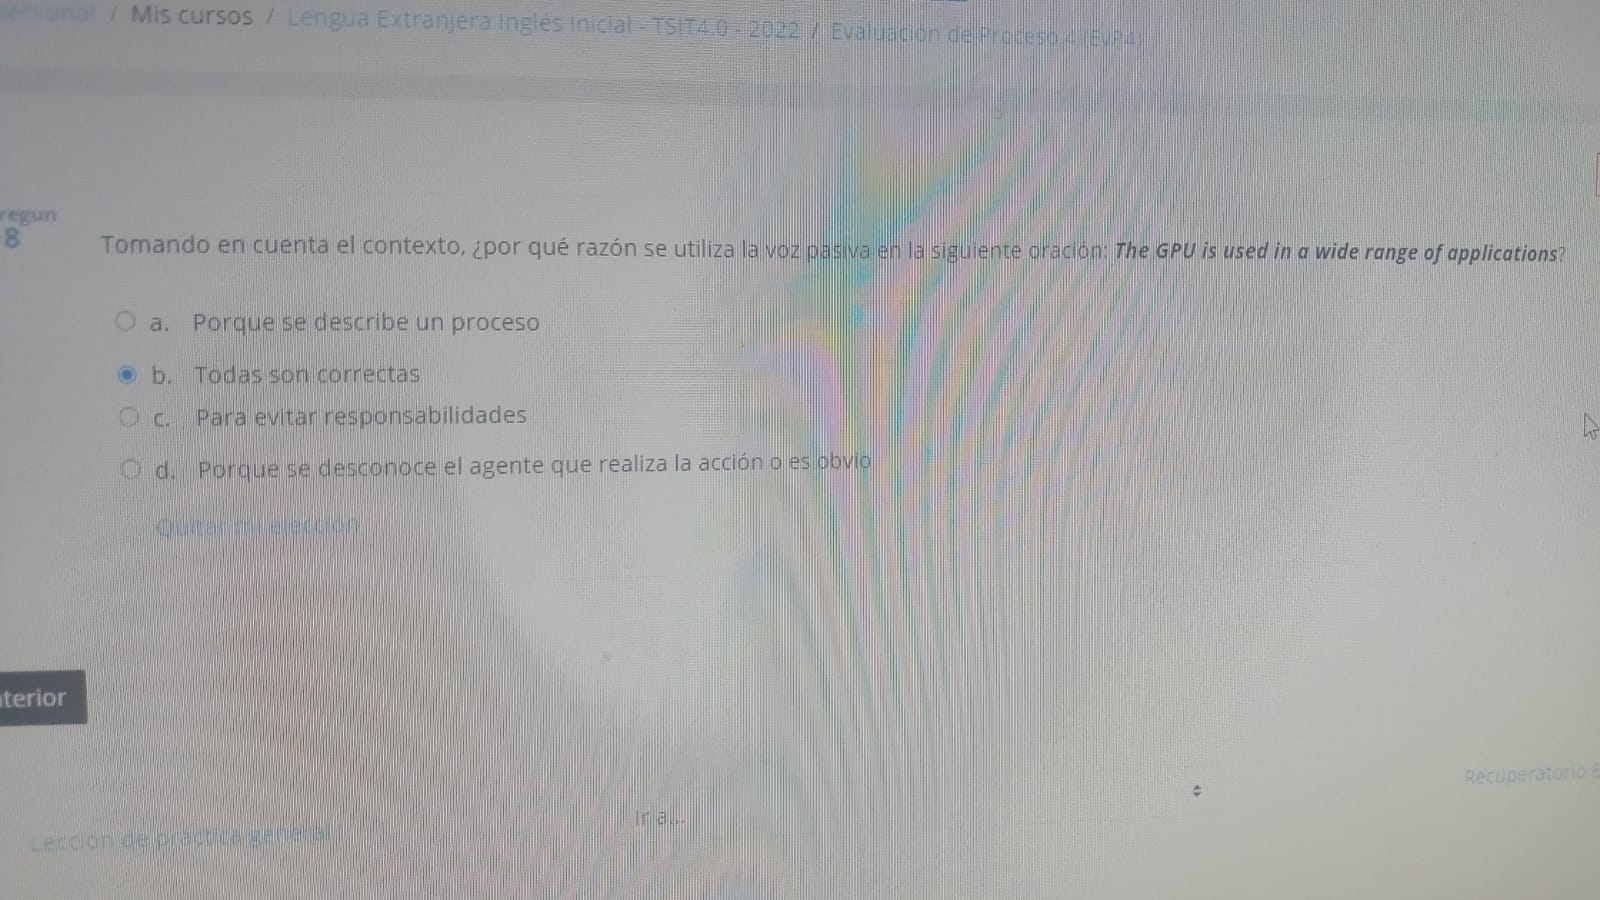 personal / Mis cursos / Lengua Extranjera Inglés Inicial - TSIT4.0 - 2022 / Evaluación de Proceso 4 (EvP4)
regun
8
Tomando en cuenta el contexto, ¿por qué razón se utiliza la voz pasiva en la siguiente oración: The GPU is used in a wide range of applications?
a. Porque se describe un proceso
b. Todas son correctas
c. Para evitar responsabilidades
d. Porque se desconoce el agente que realiza la acción o es obvio
Quitar mi elección
terior
Recuperatorio E
Ir a...
Lección de práctica general